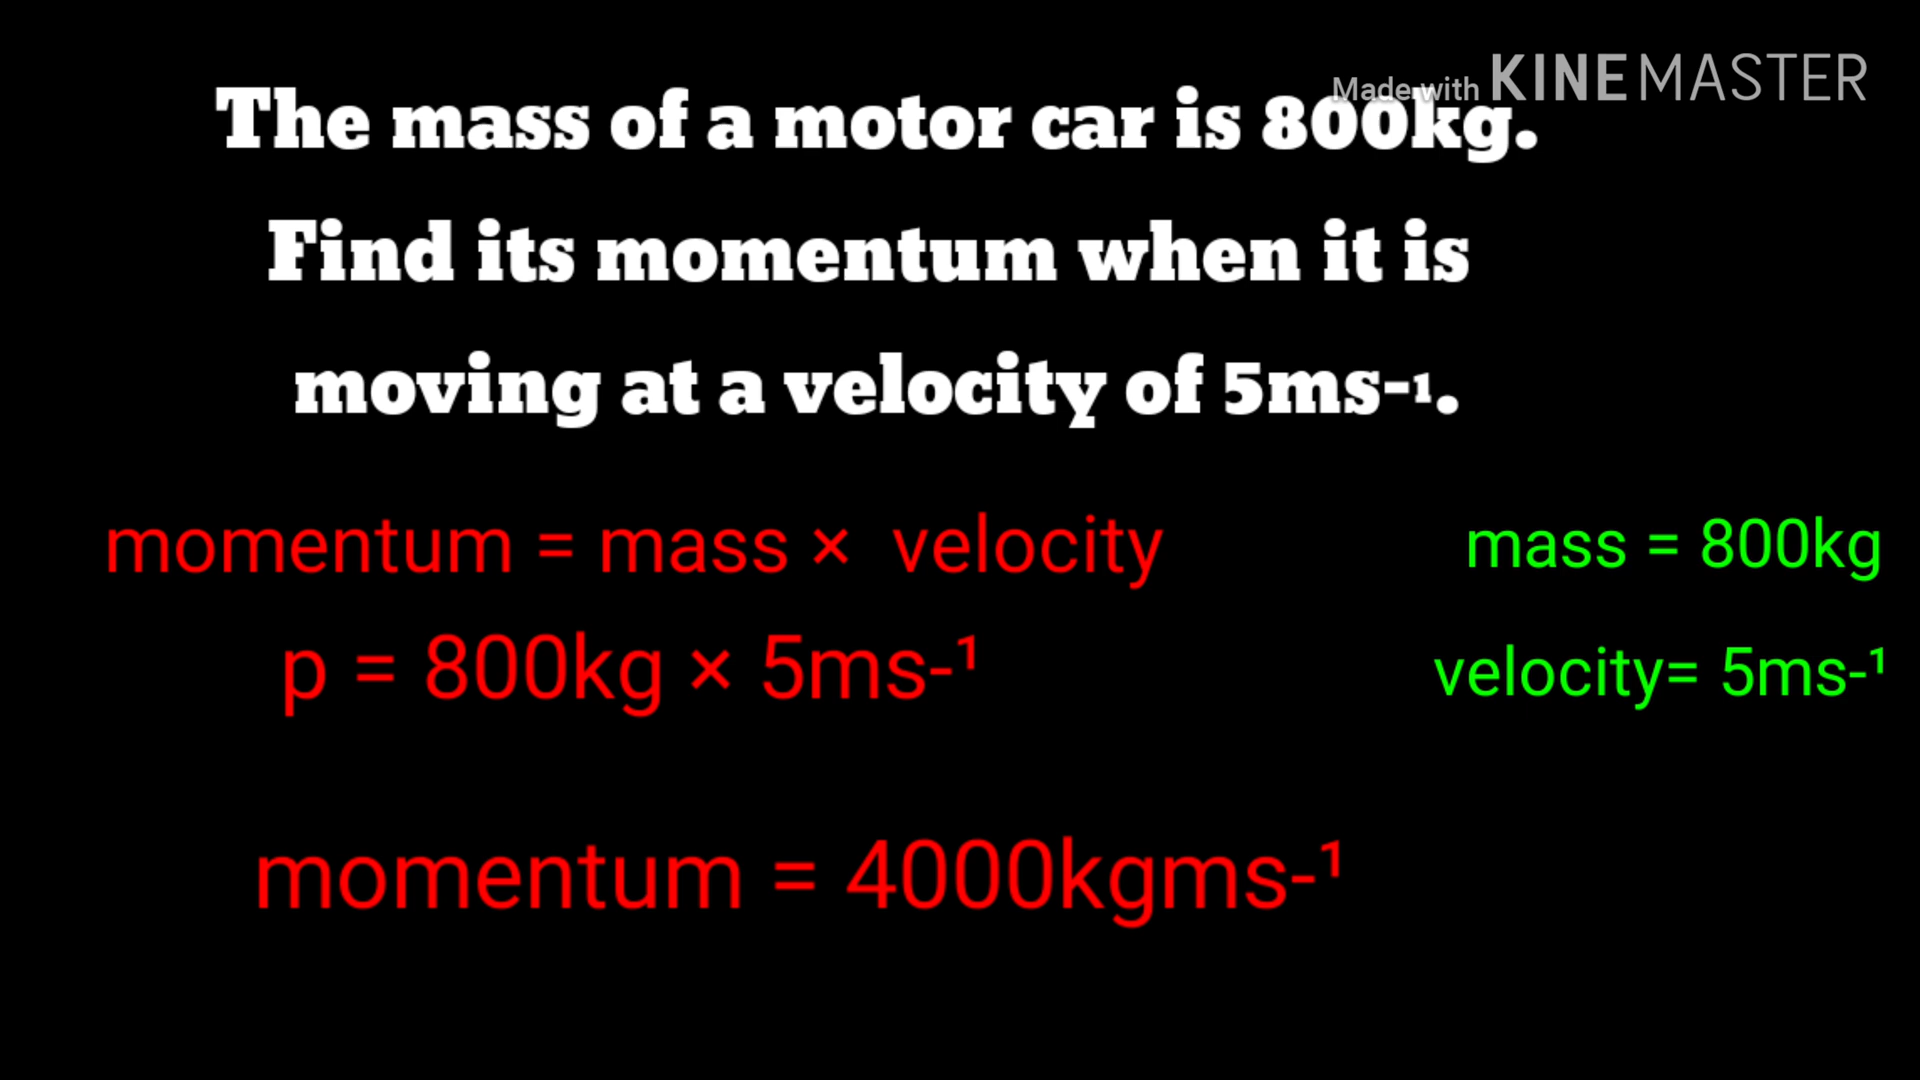 Made with KINEMASTER
The mass of a motor car is 800kg.
Find its momentum when it is
moving at a velocity of 5ms-¹.
momentum = mass × velocity
mass = 800kg
p = 800kg × 5ms-¹
velocity= 5ms-¹
momentum = 4000kgms-¹